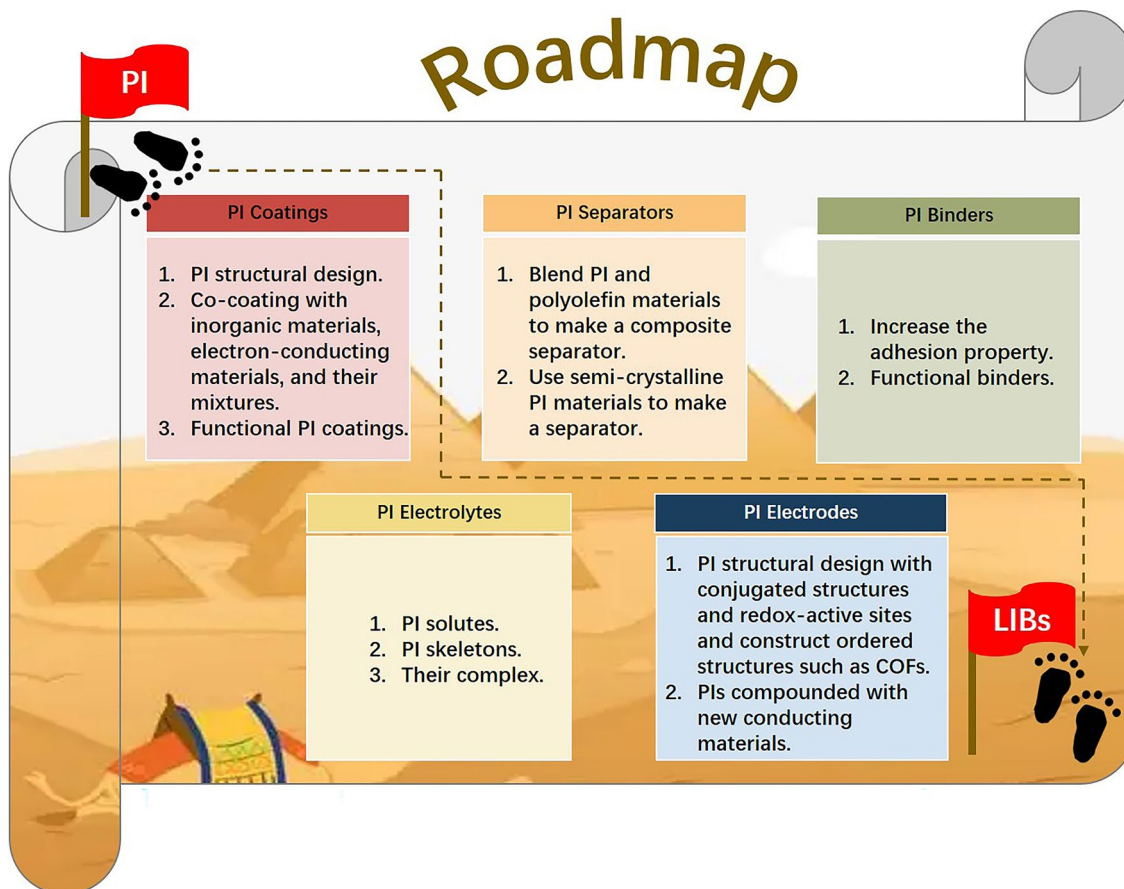 Roadmap
PI
PI Coatings
1. PI structural design.
2. Co-coating with
inorganic materials,
electron-conducting
materials, and their
mixtures.
3. Functional PI coatings.
PI Separators
1. Blend PI and
polyolefin materials
to make a composite
separator.
2. Use semi-crystalline
PI materials to make
a separator.
PI Binders
1. Increase the
adhesion property.
2. Functional binders.
PI Electrolytes
1. PI solutes.
2. PI skeletons.
3. Their complex.
PI Electrodes
1. PI structural design with
conjugated structures
and redox-active sites
and construct ordered
structures such as COFs.
2. PIs compounded with
new conducting
materials.
LIBs